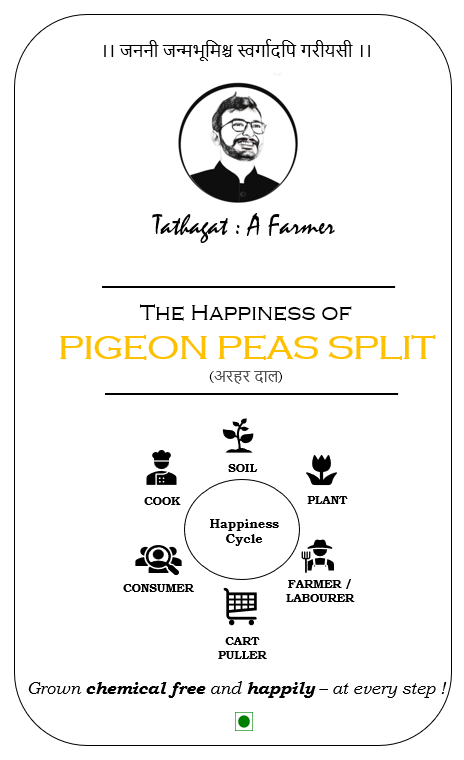 ।। जननी जन्मभूमिश्च स्वर्गादपि गरीयसी ।।
Tathagat : A Farmer
The Happiness of
PIGEON PEAS SPLIT
(अरहर दाल)
SOIL
COOK
PLANT
Happiness
Cycle
CONSUMER
FARMER /
LABOURER
CART
PULLER
Grown chemical free and happily – at every step !